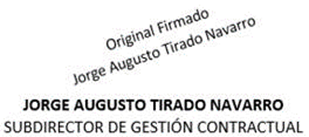 Original Firmado
Jorge Augusto Tirado Navarro
JORGE AUGUSTO TIRADO NAVARRO
SUBDIRECTOR DE GESTIÓN CONTRACTUAL